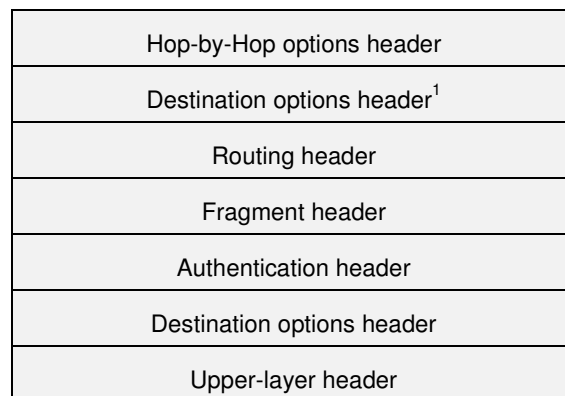 Hop-by-Hop options header
Destination options header¹
Routing header
Fragment header
Authentication header
Destination options header
Upper-layer header